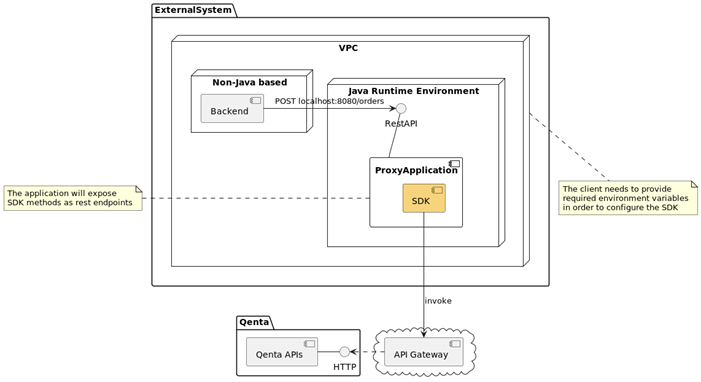 ExternalSystem
VPC
Non-Java based
Java Runtime Environment
Backend
POST localhost:8080/orders
RestAPI
ProxyApplication
SDK
The application will expose
SDK methods as rest endpoints
The client needs to provide
required environment variables
in order to configure the SDK
invoke
Qenta
Qenta APIs
HTTP
API Gateway